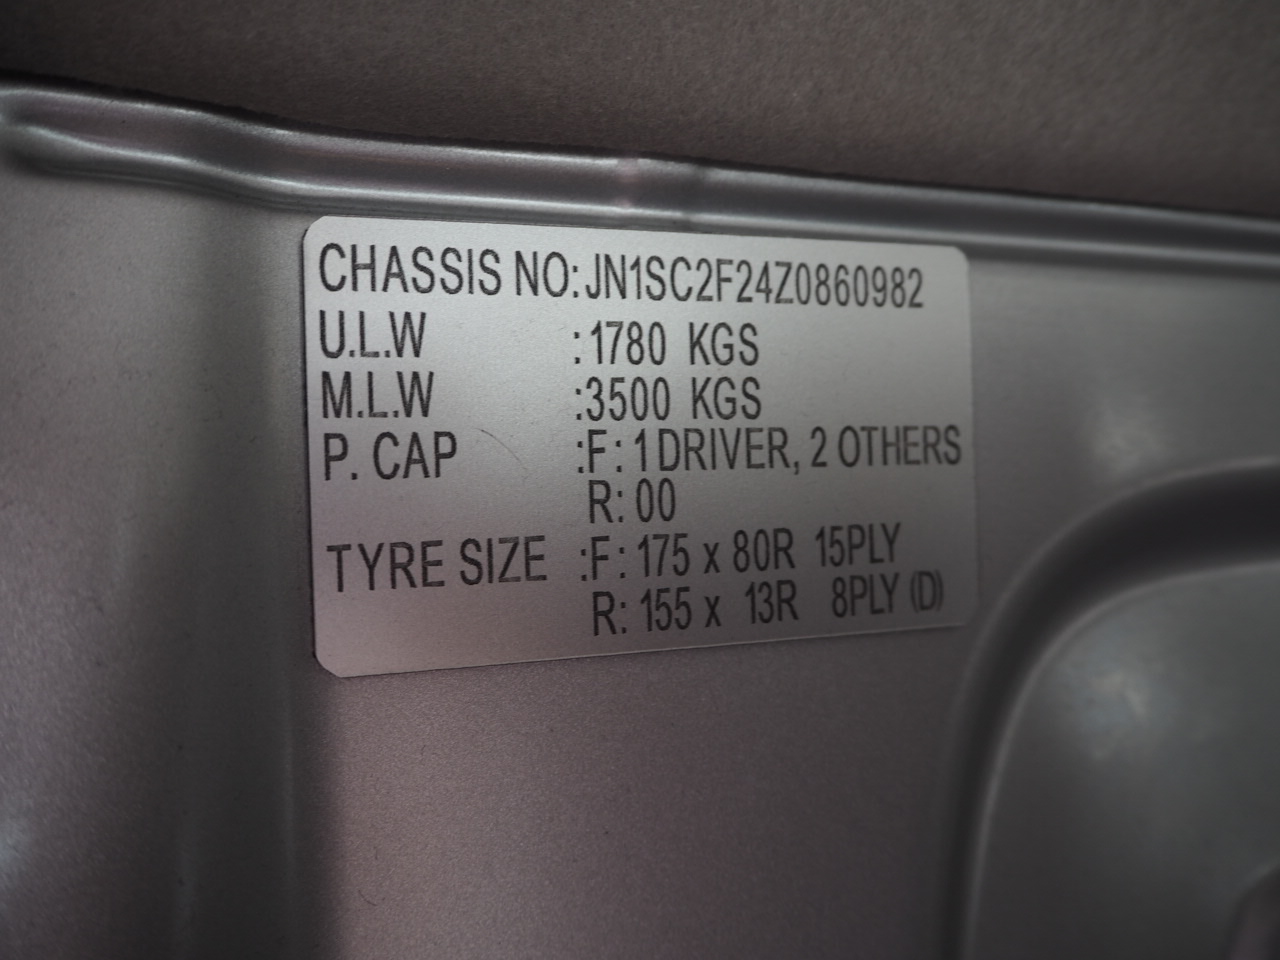 CHASSIS NO:JN1SC2F24Z0860982
U.L.W :1780 KGS
M.L.W :3500 KGS
P. CAP :F: 1 DRIVER, 2 OTHERS
R: 00
TYRE SIZE :F: 175 x 80R 15PLY
R: 155 x 13R 8PLY (D)